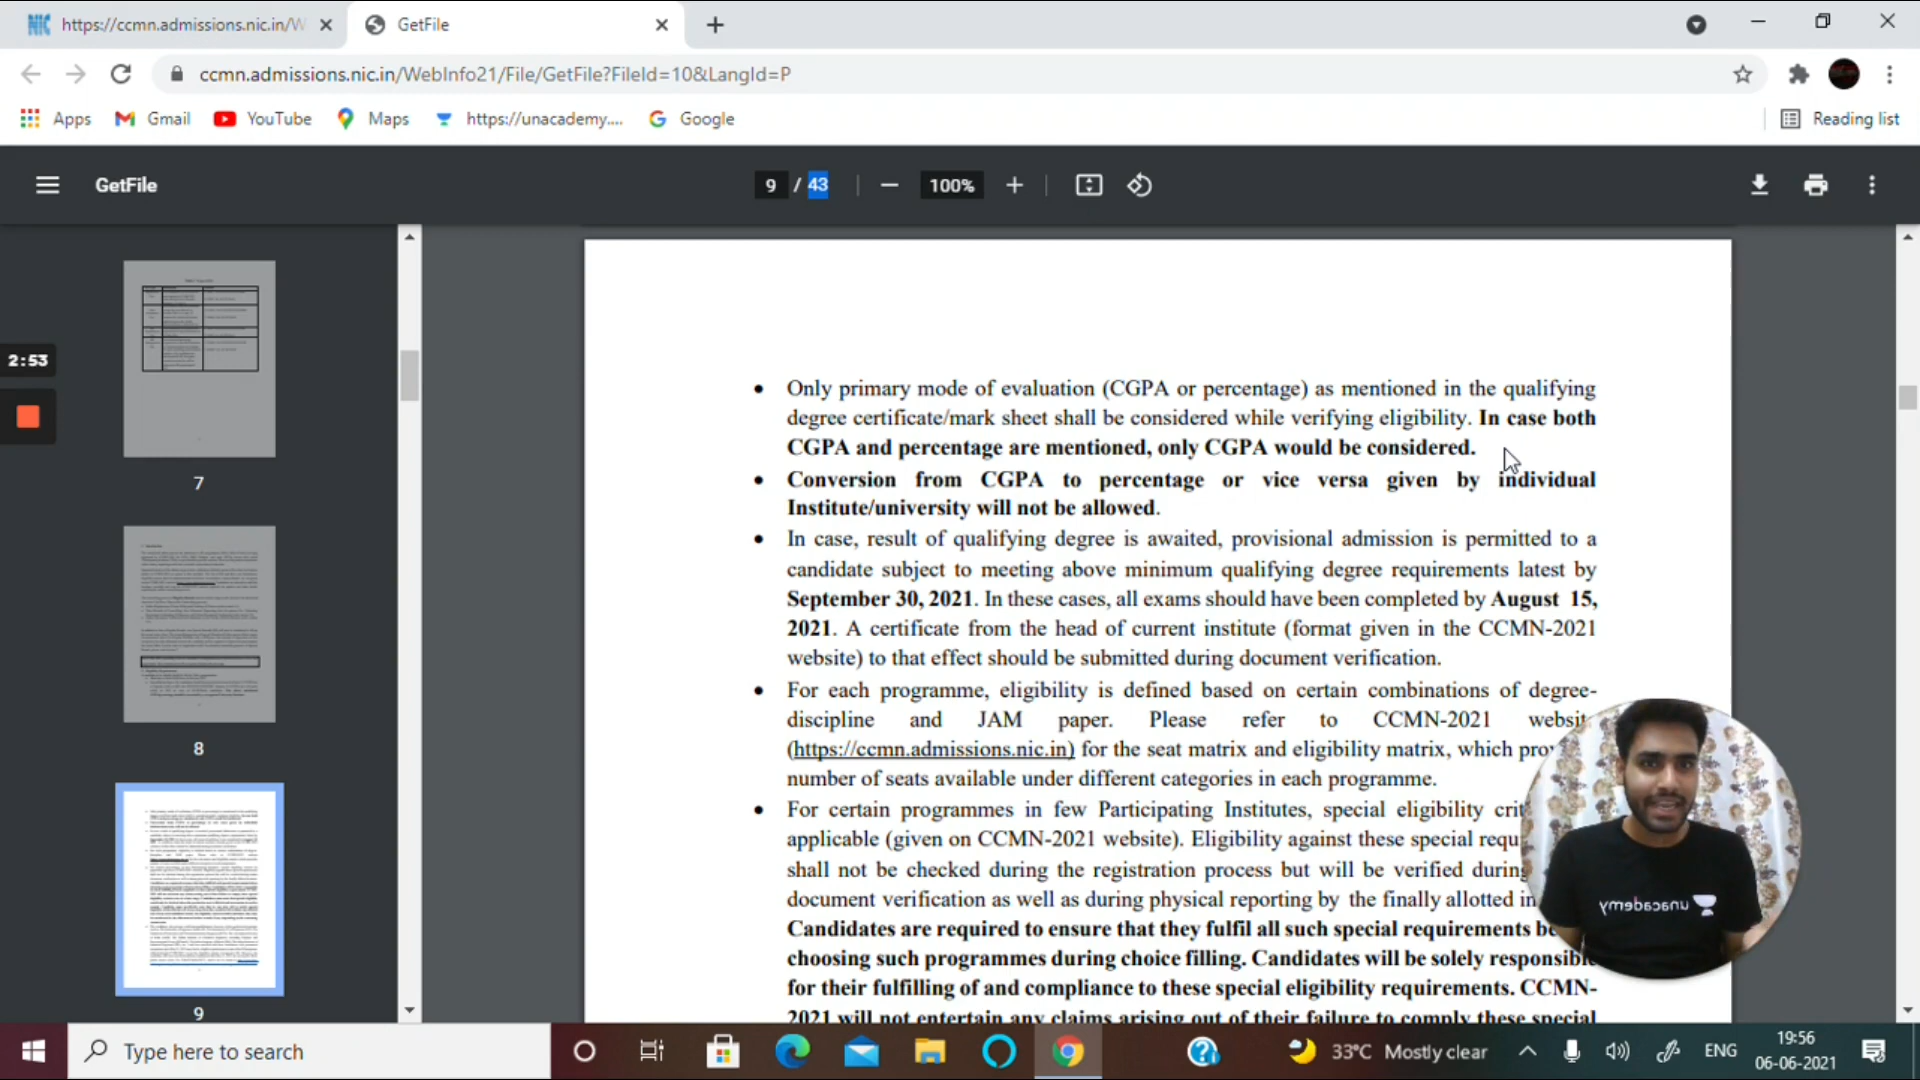 https://ccmn.admissions.nic.in/W
GetFile
ccmn.admissions.nic.in/WebInfo21/File/GetFile?FileId=10&LangId=P
Apps
Gmail
YouTube
Maps
https://unacademy....
Google
Reading list
GetFile
9 / 43
100%
7
8
9
2:53
• Only primary mode of evaluation (CGPA or percentage) as mentioned in the qualifying
degree certificate/mark sheet shall be considered while verifying eligibility. In case both
CGPA and percentage are mentioned, only CGPA would be considered.
• Conversion from CGPA to percentage or vice versa given by individual
Institute/university will not be allowed.
• In case, result of qualifying degree is awaited, provisional admission is permitted to a
candidate subject to meeting above minimum qualifying degree requirements latest by
September 30, 2021. In these cases, all exams should have been completed by August 15,
2021. A certificate from the head of current institute (format given in the CCMN-2021
website) to that effect should be submitted during document verification.
• For each programme, eligibility is defined based on certain combinations of degree-
discipline and JAM paper. Please refer to CCMN-2021
(https://ccmn.admissions.nic.in) for the seat matrix and eligibility matrix, which
number of seats available under different categories in each programme.
• For certain programmes in few Participating Institutes, special eligibility
applicable (given on CCMN-2021 website). Eligibility against these special
shall not be checked during the registration process but will be verified during
document verification as well as during physical reporting by the finally allotted
Candidates are required to ensure that they fulfil all such special requirements
choosing such programmes during choice filling. Candidates will be solely
for their fulfilling of and compliance to these special eligibility requirements. CCMN-
2021 will not entertain any claims arising out of their failure to comply these special
unacademy
Type here to search
33°C Mostly clear
ENG
19:56
06-06-2021